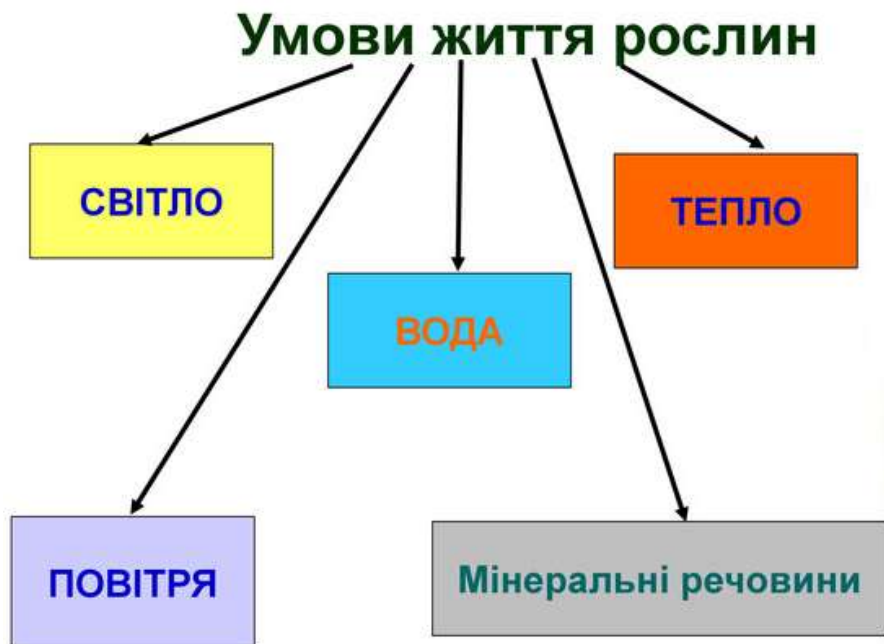 Умови життя рослин
СВІТЛО
ТЕПЛО
ВОДА
ПОВІТРЯ
Мінеральні речовини